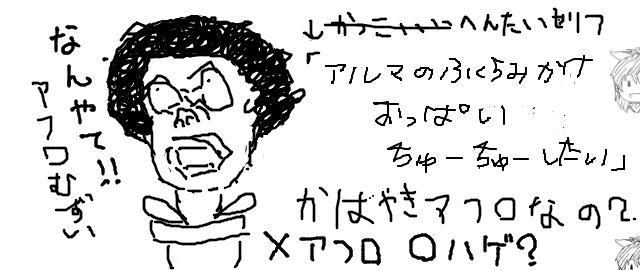 なんやて!!
アフロむずい
↓かっこいいへんたいセリフ
「アルマのふくらみかけ
おっぱい
ちゅーちゅーしたい」
かはやきアフロなの?
×アフロ ○ハゲ?